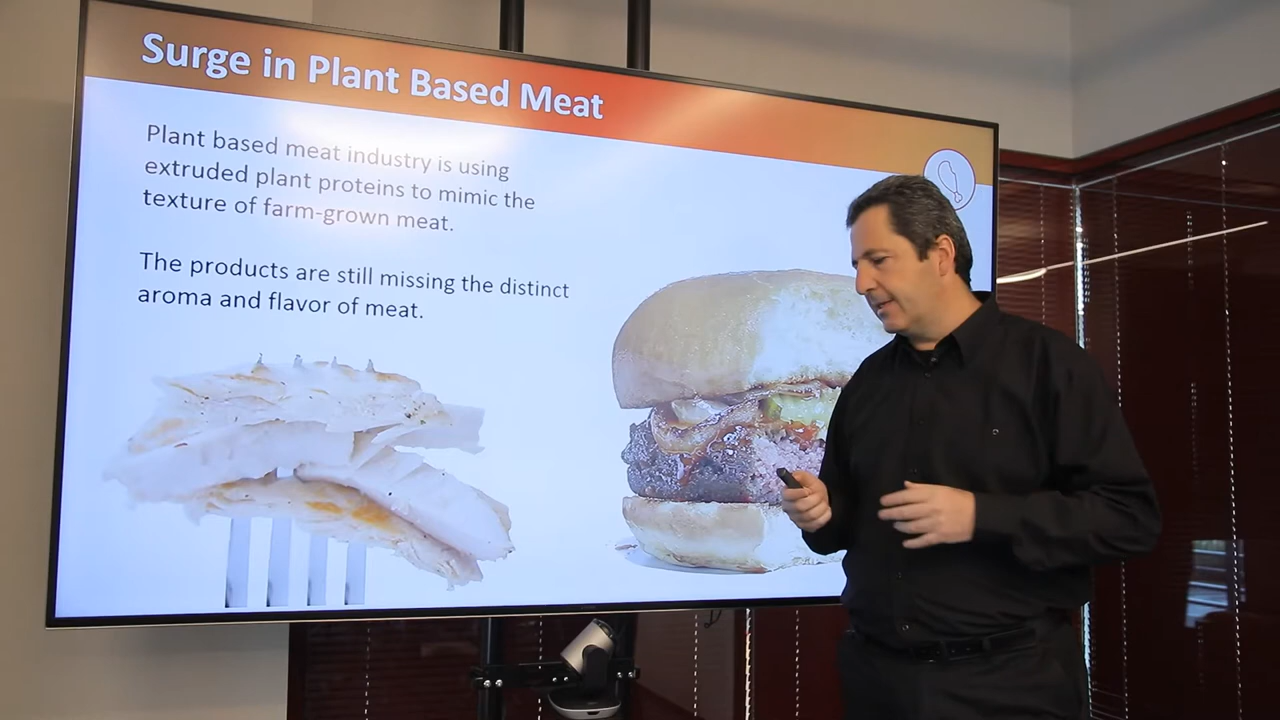 Surge in Plant Based Meat
Plant based meat industry is using
extruded plant proteins to mimic the
texture of farm-grown meat.
The products are still missing the distinct
aroma and flavor of meat.